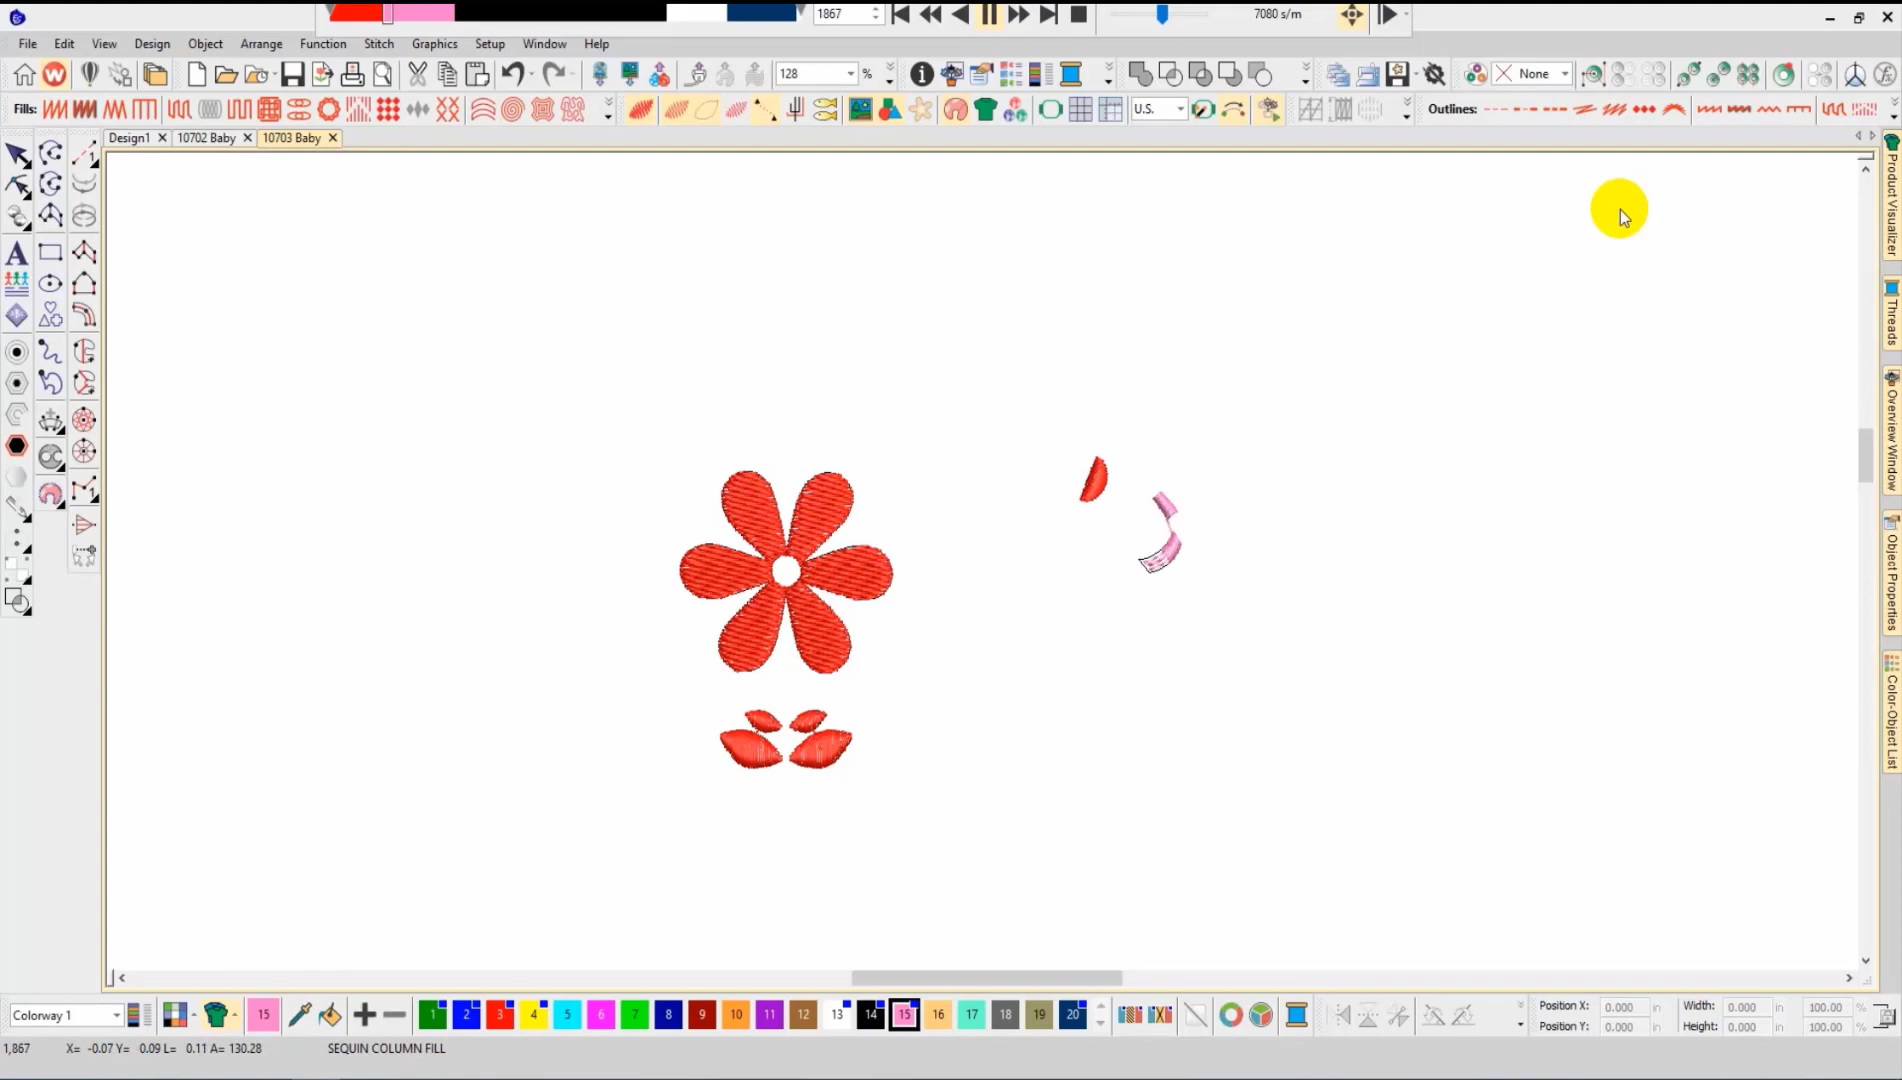 1867
7080 s/m
File Edit View Design Object Arrange Function Stitch Graphics Setup Window Help
128 % None
Fills: U.S. Outlines:
Design1 10702 Baby 10703 Baby
Product Visualizer
Threads
Overview Window
Object Properties
Color-Object List
Colorway 1 15 1 2 3 4 5 6 7 8 9 10 11 12 13 14 15 16 17 18 19 20
Position X: 0.000 in Width: 0.000 in 100.00 %
Position Y: 0.000 in Height: 0.000 in 100.00 %
1,867 X= -0.07 Y= 0.09 L= 0.11 A= 130.28 SEQUIN COLUMN FILL